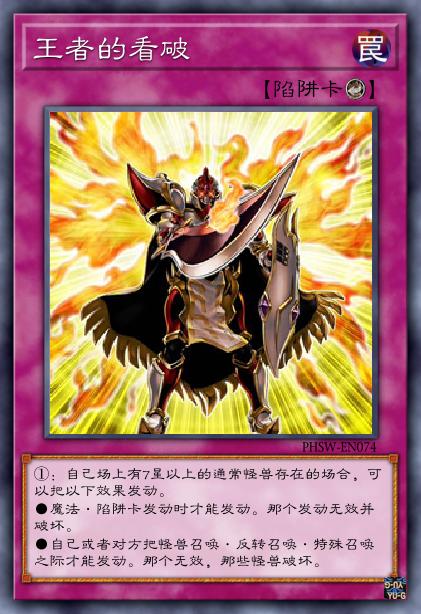 王者的看破
罠
【陷阱卡】
PHSW-EN074
①：自己场上有7星以上的通常怪兽存在的场合，可
以把以下效果发动。
●魔法·陷阱卡发动时才能发动。那个发动无效并
破坏。
●自己或者对方把怪兽召唤·反转召唤·特殊召唤
之际才能发动。那个无效，那些怪兽破坏。